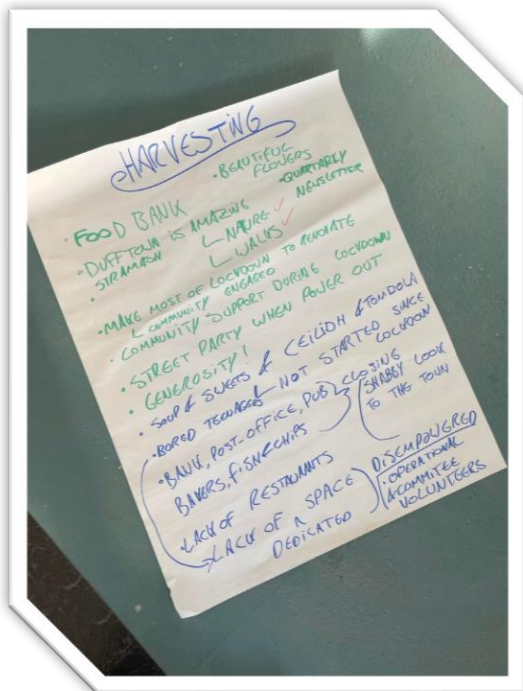 HARVESTING
• BEAUTIFUL FLOWERS
• QUARTARLY NEWSLETTER
• FOOD BANK
• DUFFTOWN IS AMAZING
STRAMASH
↳ NATURE ✓
↳ WALKS ✓
•
• MAKE MOST OF LOCKDOWN TO RENOVATE
↳ COMMUNITY ENGAGED
• COMMUNITY SUPPORT DURING LOCKDOWN
• STREET PARTY WHEN POWER OUT
• GENEROSITY!
• SOUP & SWEETS & CEILIDH & TOMBOLA
↳ NOT STARTED SINCE LOCKDOWN
• BORED TEENAGERS
• BANK, POST-OFFICE, PUB
BAKERS, FISH & CHIPS
CLOSING
SHABBY LOOK
TO THE TOWN
• LACK OF RESTAURANTS
LACK OF A SPACE
DEDICATED
DISEMPOWERED
• OPERATIONAL
& COMMITEE
VOLUNTEERS